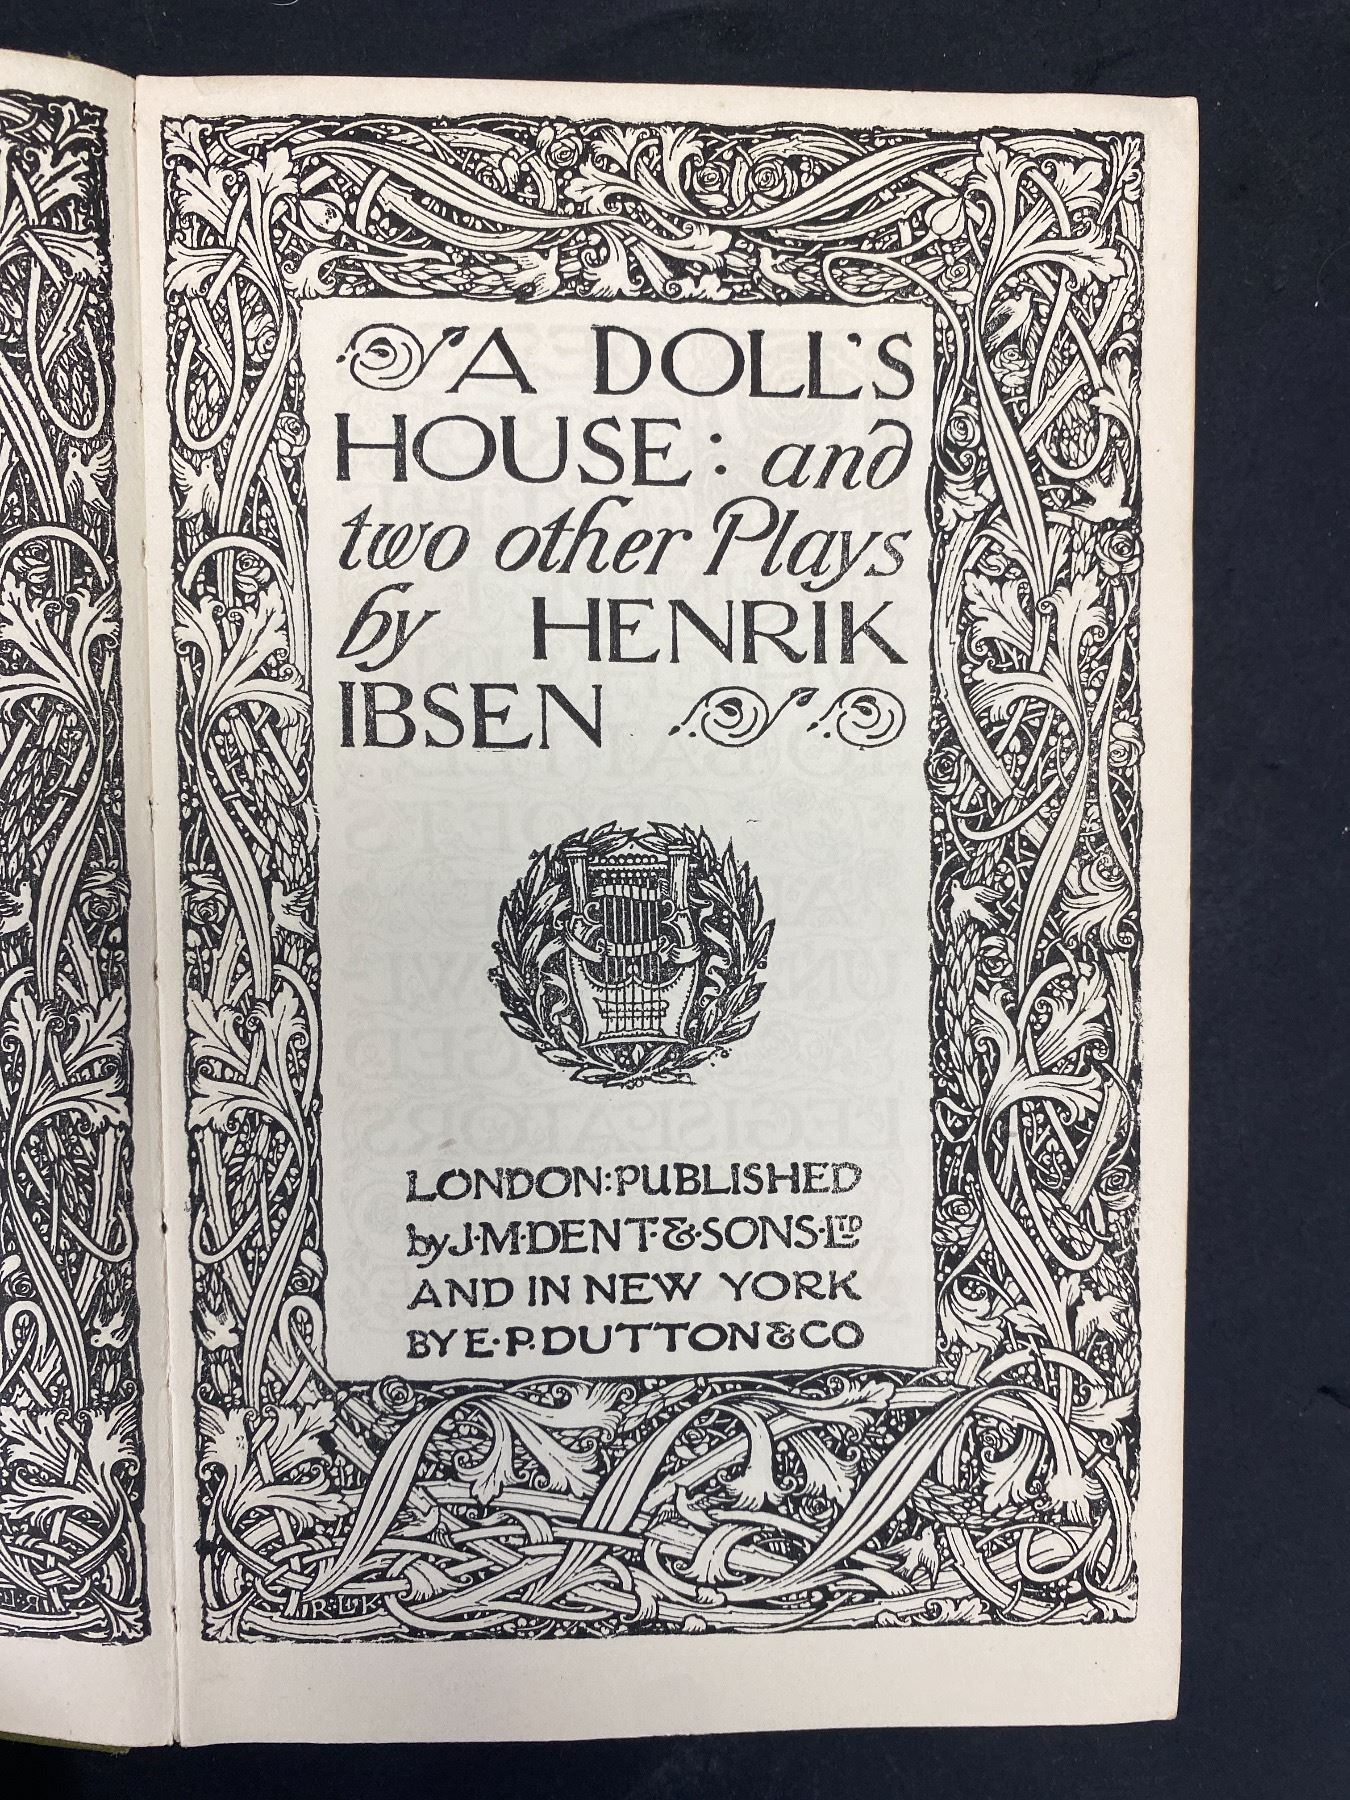 A DOLL'S
HOUSE: and
two other Plays
by HENRIK
IBSEN
LONDON: PUBLISHED
by J·M·DENT·&·SONS·LTD
AND IN NEW YORK
BY E·P·DUTTON & CO